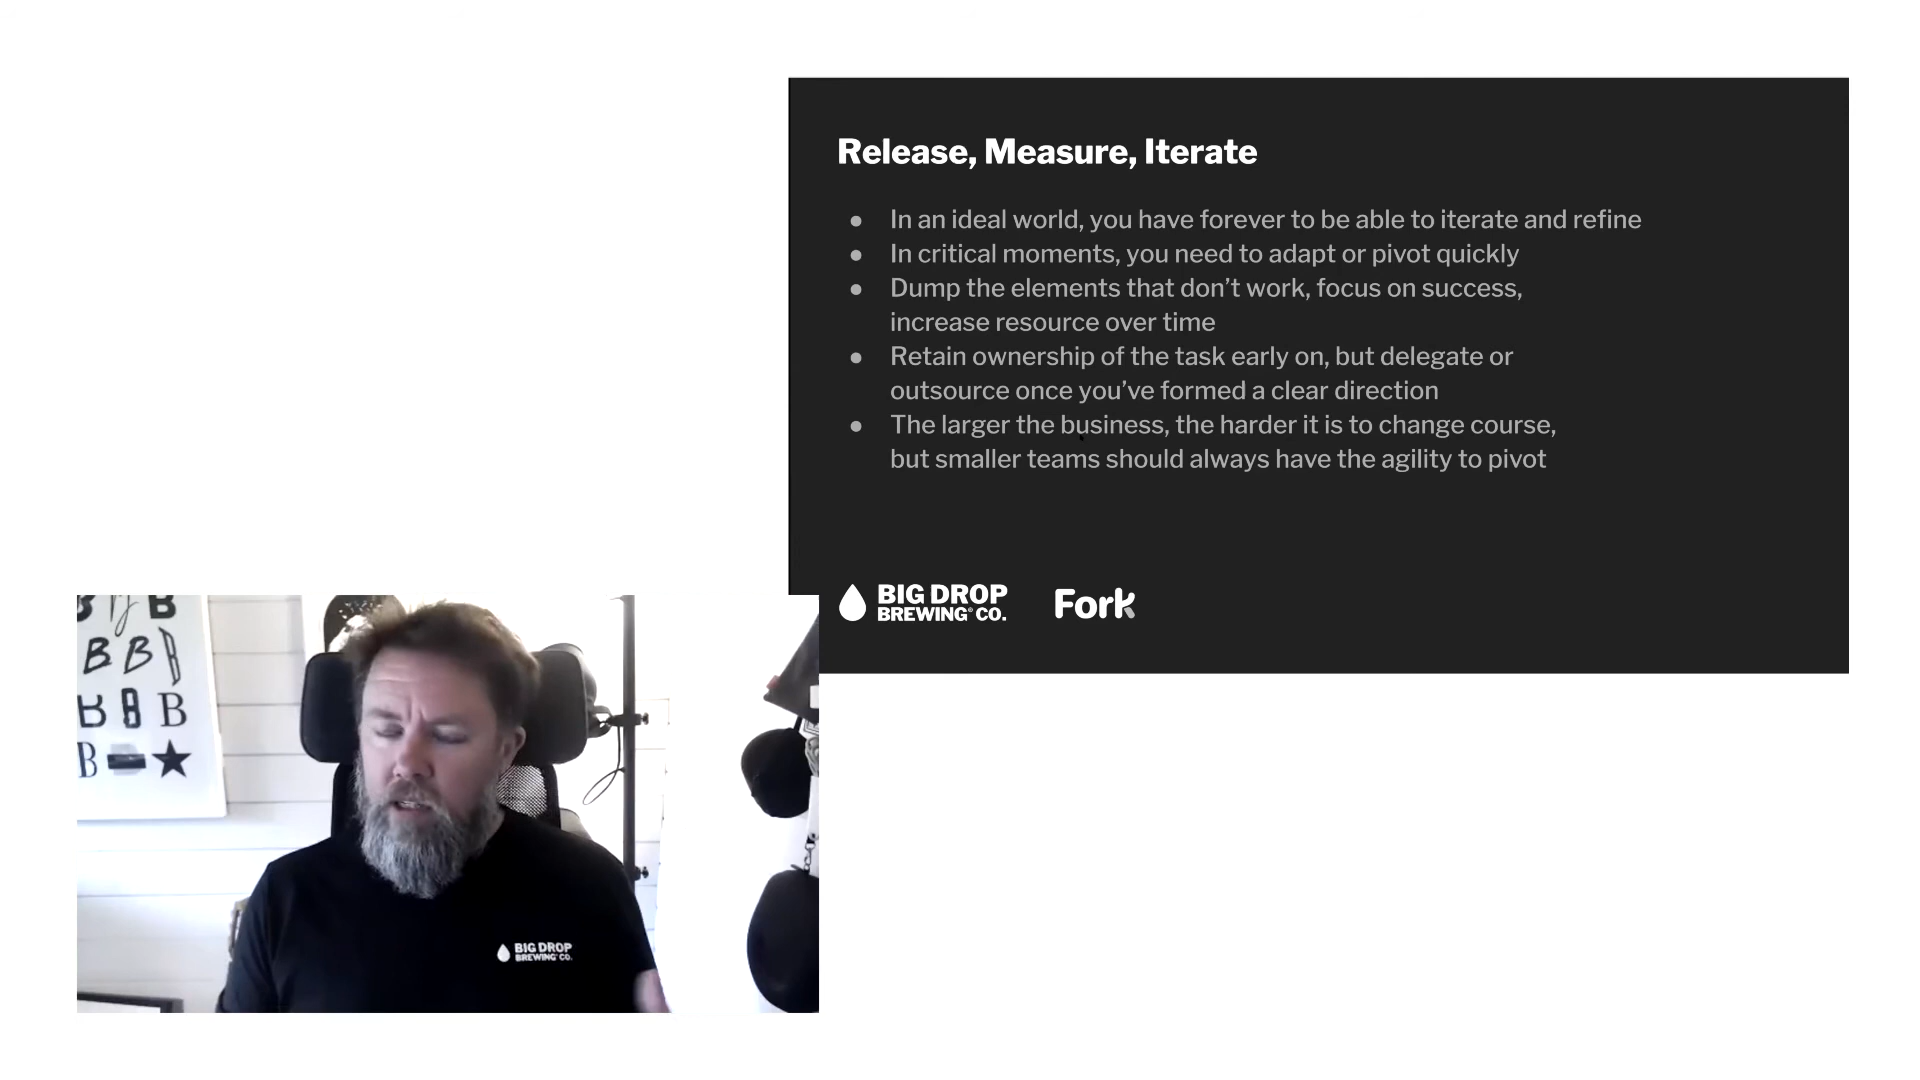 Release, Measure, Iterate
● In an ideal world, you have forever to be able to iterate and refine
● In critical moments, you need to adapt or pivot quickly
● Dump the elements that don’t work, focus on success,
increase resource over time
● Retain ownership of the task early on, but delegate or
outsource once you’ve formed a clear direction
● The larger the business, the harder it is to change course,
but smaller teams should always have the agility to pivot
BIG DROP
BREWING® CO.
Fork
B B
B B
B B
B
BIG DROP
BREWING® CO.